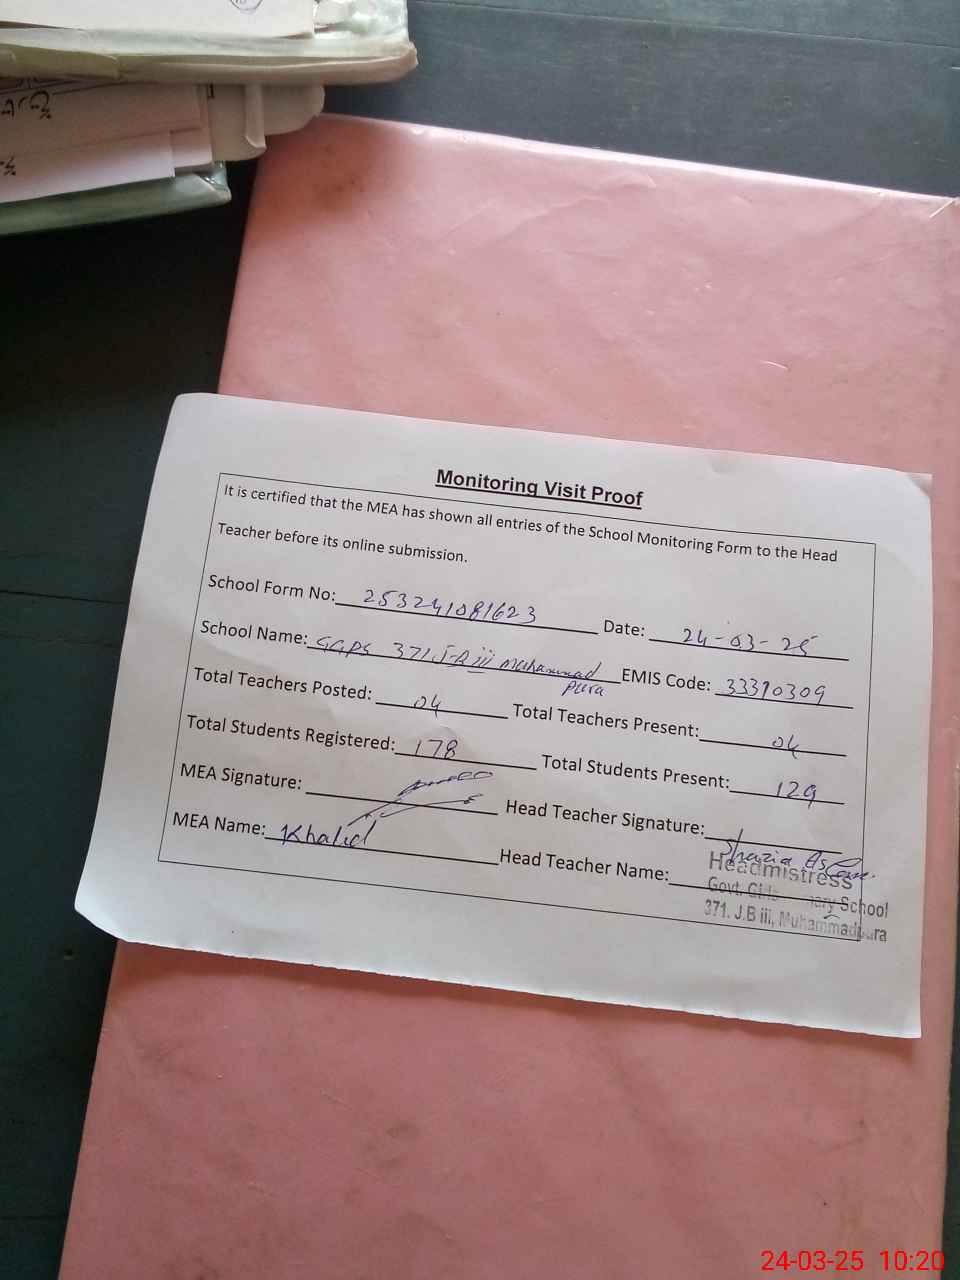 Monitoring Visit Proof
It is certified that the MEA has shown all entries of the School Monitoring Form to the Head
Teacher before its online submission.
School Form No: 253241081623 Date: 24-03-25
School Name: GGPS 371 J-B iii muhammad pura EMIS Code: 33310309
Total Teachers Posted: 04 Total Teachers Present: 04
Total Students Registered: 178 Total Students Present: 129
MEA Signature: Head Teacher Signature: Shazia
MEA Name: Khalid Head Teacher Name:
Headmistress
Govt. School
371. J.B iii, Muhammadpura
24-03-25 10:20